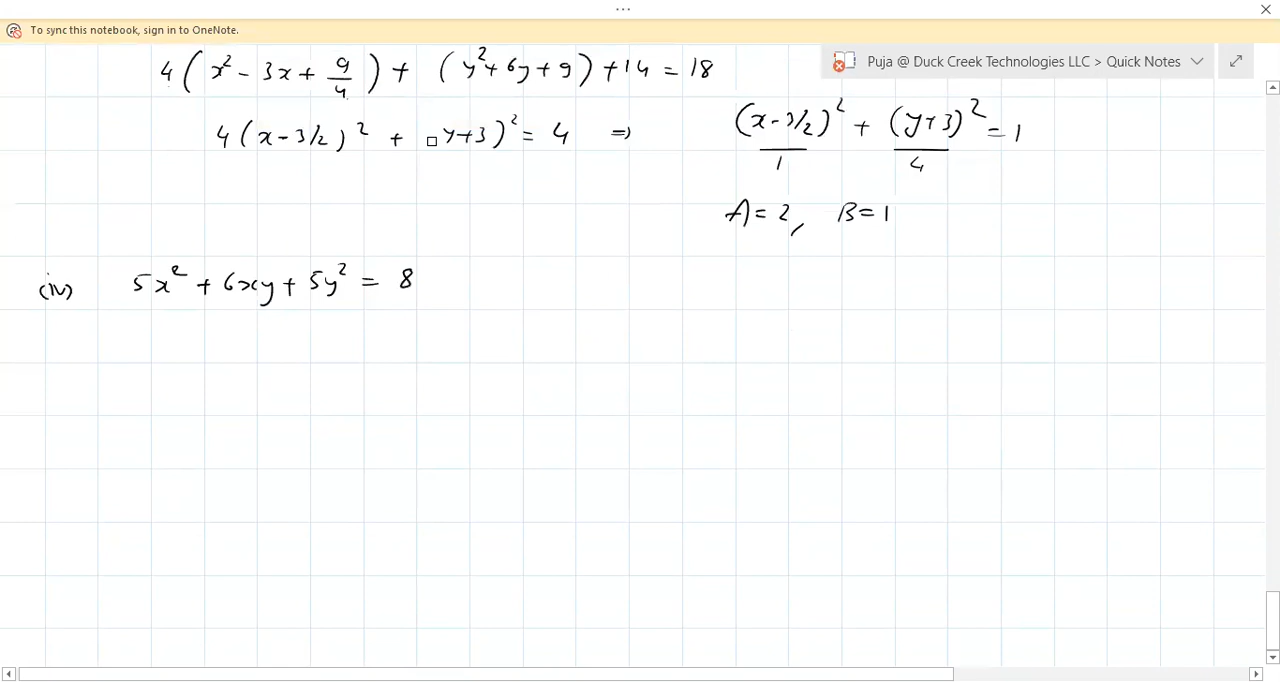 To sync this notebook, sign in to OneNote.
Puja @ Duck Creek Technologies LLC > Quick Notes
4(x² - 3x + 9/4) + (y² + 6y + 9) + 14 = 18
4(x - 3/2)² + □y+3)² = 4 ⇒ (x - 3/2)²/1 + (y+3)²/4 = 1
A = 2, B = 1
(iv) 5x² + 6xy + 5y² = 8